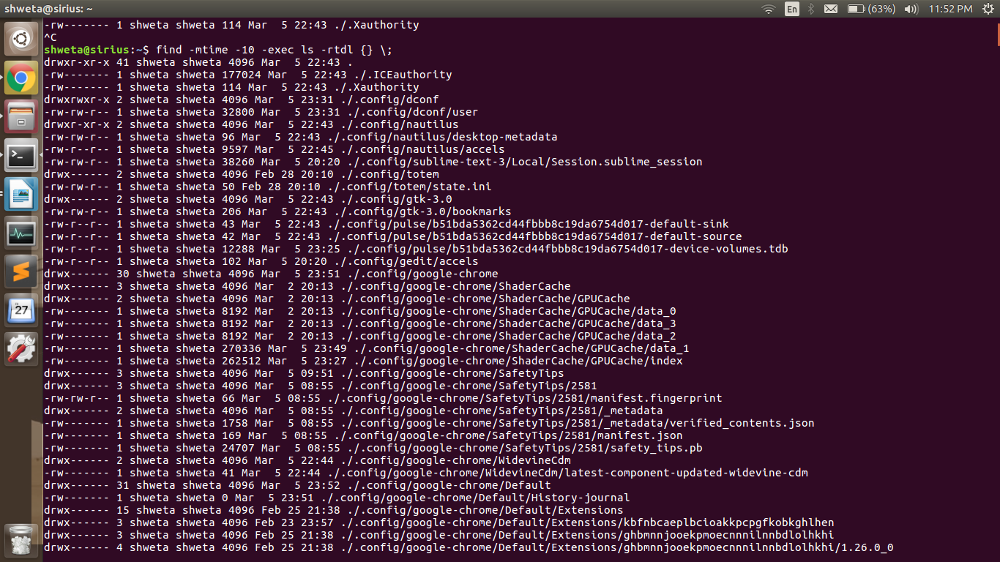 shweta@sirius: ~
En
(63%)
11:52 PM
-rw------- 1 shweta shweta 114 Mar  5 22:43 ./.Xauthority
^C
shweta@sirius:~$ find -mtime -10 -exec ls -rtdl {} \;
drwxr-xr-x 41 shweta shweta 4096 Mar  5 22:43 .
-rw------- 1 shweta shweta 177024 Mar  5 22:43 ./.ICEauthority
-rw------- 1 shweta shweta 114 Mar  5 22:43 ./.Xauthority
drwxrwxr-x 2 shweta shweta 4096 Mar  5 23:31 ./.config/dconf
-rw-rw-r-- 1 shweta shweta 32800 Mar  5 23:31 ./.config/dconf/user
drwxr-xr-x 2 shweta shweta 4096 Mar  5 22:43 ./.config/nautilus
-rw-rw-r-- 1 shweta shweta 96 Mar  5 22:43 ./.config/nautilus/desktop-metadata
-rw-r--r-- 1 shweta shweta 9597 Mar  5 22:45 ./.config/nautilus/accels
-rw-rw-r-- 1 shweta shweta 38260 Mar  5 20:20 ./.config/sublime-text-3/Local/Session.sublime_session
drwx------ 2 shweta shweta 4096 Feb 28 20:10 ./.config/totem
-rw-rw-r-- 1 shweta shweta 50 Feb 28 20:10 ./.config/totem/state.ini
drwx------ 2 shweta shweta 4096 Mar  5 22:43 ./.config/gtk-3.0
-rw-rw-r-- 1 shweta shweta 206 Mar  5 22:43 ./.config/gtk-3.0/bookmarks
-rw-r--r-- 1 shweta shweta 43 Mar  5 22:43 ./.config/pulse/b51bda5362cd44fbbb8c19da6754d017-default-sink
-rw-r--r-- 1 shweta shweta 42 Mar  5 22:43 ./.config/pulse/b51bda5362cd44fbbb8c19da6754d017-default-source
-rw-r--r-- 1 shweta shweta 12288 Mar  5 23:25 ./.config/pulse/b51bda5362cd44fbbb8c19da6754d017-device-volumes.tdb
-rw-rw-r-- 1 shweta shweta 102 Mar  5 20:20 ./.config/gedit/accels
drwx------ 30 shweta shweta 4096 Mar  5 23:51 ./.config/google-chrome
drwx------ 3 shweta shweta 4096 Mar  2 20:13 ./.config/google-chrome/ShaderCache
drwx------ 2 shweta shweta 4096 Mar  2 20:13 ./.config/google-chrome/ShaderCache/GPUCache
-rw------- 1 shweta shweta 8192 Mar  2 20:13 ./.config/google-chrome/ShaderCache/GPUCache/data_0
-rw------- 1 shweta shweta 8192 Mar  2 20:13 ./.config/google-chrome/ShaderCache/GPUCache/data_3
-rw------- 1 shweta shweta 8192 Mar  2 20:13 ./.config/google-chrome/ShaderCache/GPUCache/data_2
-rw------- 1 shweta shweta 270336 Mar  5 23:49 ./.config/google-chrome/ShaderCache/GPUCache/data_1
-rw------- 1 shweta shweta 262512 Mar  5 23:27 ./.config/google-chrome/ShaderCache/GPUCache/index
drwx------ 3 shweta shweta 4096 Mar  5 09:51 ./.config/google-chrome/SafetyTips
drwx------ 3 shweta shweta 4096 Mar  5 08:55 ./.config/google-chrome/SafetyTips/2581
-rw-rw-r-- 1 shweta shweta 66 Mar  5 08:55 ./.config/google-chrome/SafetyTips/2581/manifest.fingerprint
drwx------ 2 shweta shweta 4096 Mar  5 08:55 ./.config/google-chrome/SafetyTips/2581/_metadata
-rw------- 1 shweta shweta 1758 Mar  5 08:55 ./.config/google-chrome/SafetyTips/2581/_metadata/verified_contents.json
-rw------- 1 shweta shweta 169 Mar  5 08:55 ./.config/google-chrome/SafetyTips/2581/manifest.json
-rw------- 1 shweta shweta 24707 Mar  5 08:55 ./.config/google-chrome/SafetyTips/2581/safety_tips.pb
drwx------ 2 shweta shweta 4096 Mar  5 22:44 ./.config/google-chrome/WidevineCdm
-rw------- 1 shweta shweta 41 Mar  5 22:44 ./.config/google-chrome/WidevineCdm/latest-component-updated-widevine-cdm
drwx------ 31 shweta shweta 4096 Mar  5 23:52 ./.config/google-chrome/Default
-rw------- 1 shweta shweta 0 Mar  5 23:51 ./.config/google-chrome/Default/History-journal
drwx------ 15 shweta shweta 4096 Feb 25 21:38 ./.config/google-chrome/Default/Extensions
drwx------ 3 shweta shweta 4096 Feb 23 23:57 ./.config/google-chrome/Default/Extensions/kbfnbcaeplbcioakkpcpgfkobkghlhen
drwx------ 3 shweta shweta 4096 Feb 25 21:38 ./.config/google-chrome/Default/Extensions/ghbmnnjooekpmoecnnnilnnbdlolhkhi
drwx------ 4 shweta shweta 4096 Feb 25 21:38 ./.config/google-chrome/Default/Extensions/ghbmnnjooekpmoecnnnilnnbdlolhkhi/1.26.0_0
27